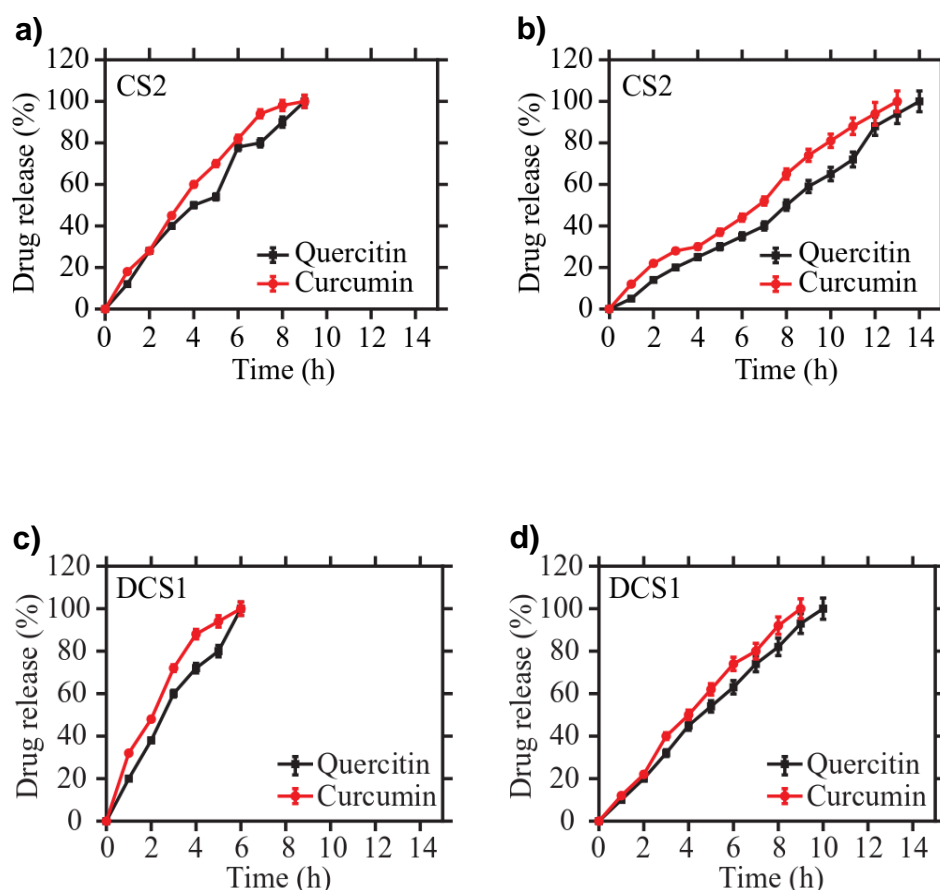 a)
CS2
Drug release (%)
120
100
80
60
40
20
0
Quercitin
Curcumin
0 2 4 6 8 10 12 14
Time (h)
b)
CS2
Drug release (%)
120
100
80
60
40
20
0
Quercitin
Curcumin
0 2 4 6 8 10 12 14
Time (h)
c)
DCS1
Drug release (%)
120
100
80
60
40
20
0
Quercitin
Curcumin
0 2 4 6 8 10 12 14
Time (h)
d)
DCS1
Drug release (%)
120
100
80
60
40
20
0
Quercitin
Curcumin
0 2 4 6 8 10 12 14
Time (h)